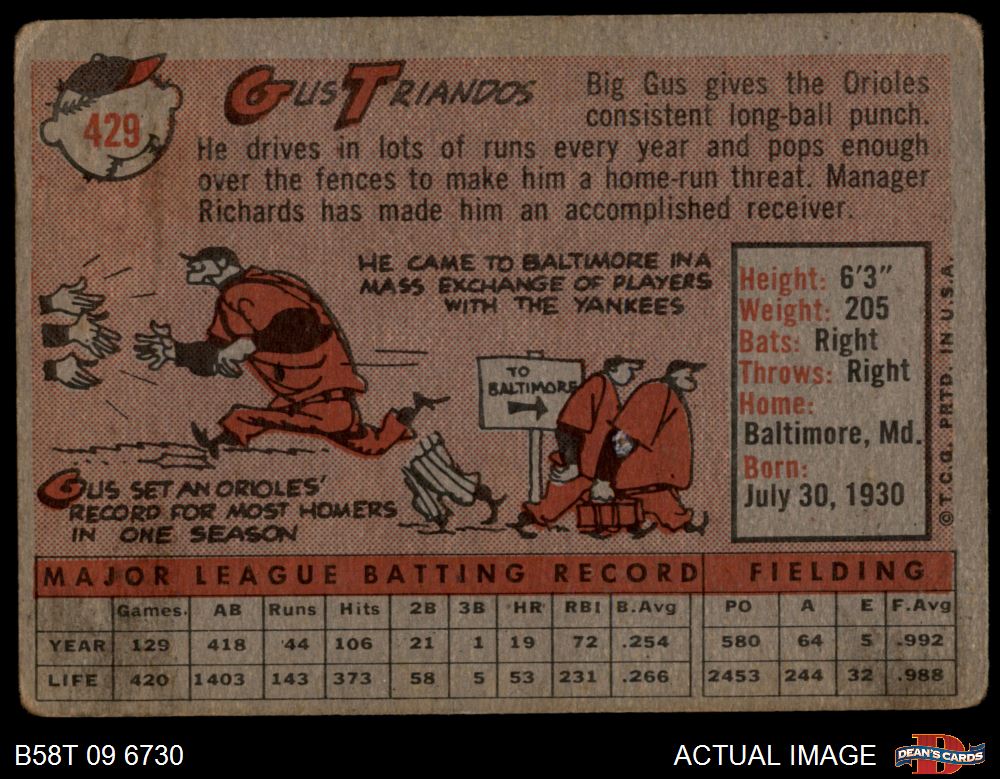 429
Gus Triandos
Big Gus gives the Orioles
consistent long-ball punch.
He drives in lots of runs every year and pops enough
over the fences to make him a home-run threat. Manager
Richards has made him an accomplished receiver.
HE CAME TO BALTIMORE IN A
MASS EXCHANGE OF PLAYERS
WITH THE YANKEES
TO
BALTIMORE
GUS SET AN ORIOLES'
RECORD FOR MOST HOMERS
IN ONE SEASON
Height: 6'3"
Weight: 205
Bats: Right
Throws: Right
Home:
Baltimore, Md.
Born:
July 30, 1930
© T.C.G. PRTD. IN U.S.A.
MAJOR LEAGUE BATTING RECORD FIELDING
Games. AB Runs Hits 2B 3B HR RBI B.Avg PO A E F.Avg
YEAR 129 418 44 106 21 1 19 72 .254 580 64 5 .992
LIFE 420 1403 143 373 58 5 53 231 .266 2453 244 32 .988
B58T 09 6730 ACTUAL IMAGE D DEAN'S CARDS